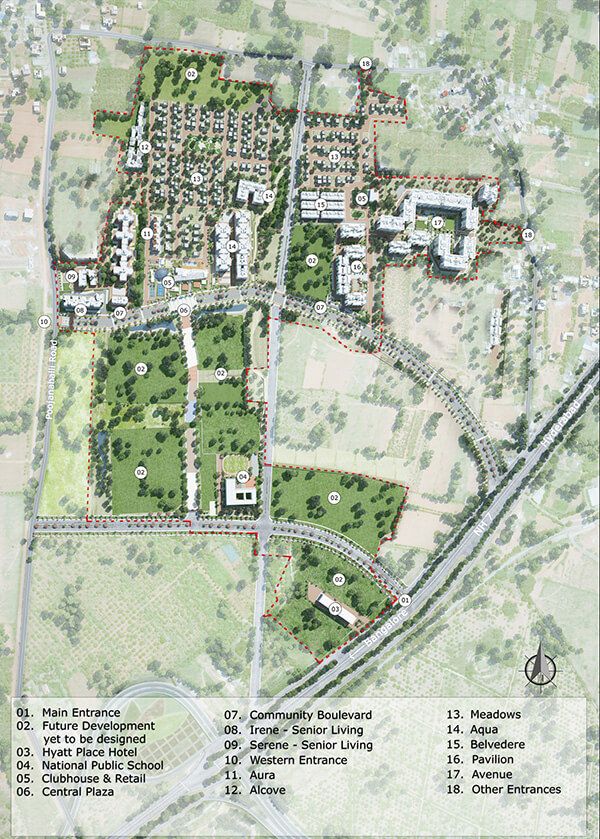 02
18
12
13
13
14
05
15
17
11
14
02
16
18
09
05
08
07
06
07
10
Poojanahalli Road
02
02
02
04
02
02
03
01
NH
Bangalore
01. Main Entrance
02. Future Development
yet to be designed
03. Hyatt Place Hotel
04. National Public School
05. Clubhouse & Retail
06. Central Plaza
07. Community Boulevard
08. Irene - Senior Living
09. Serene - Senior Living
10. Western Entrance
11. Aura
12. Alcove
13. Meadows
14. Aqua
15. Belvedere
16. Pavilion
17. Avenue
18. Other Entrances